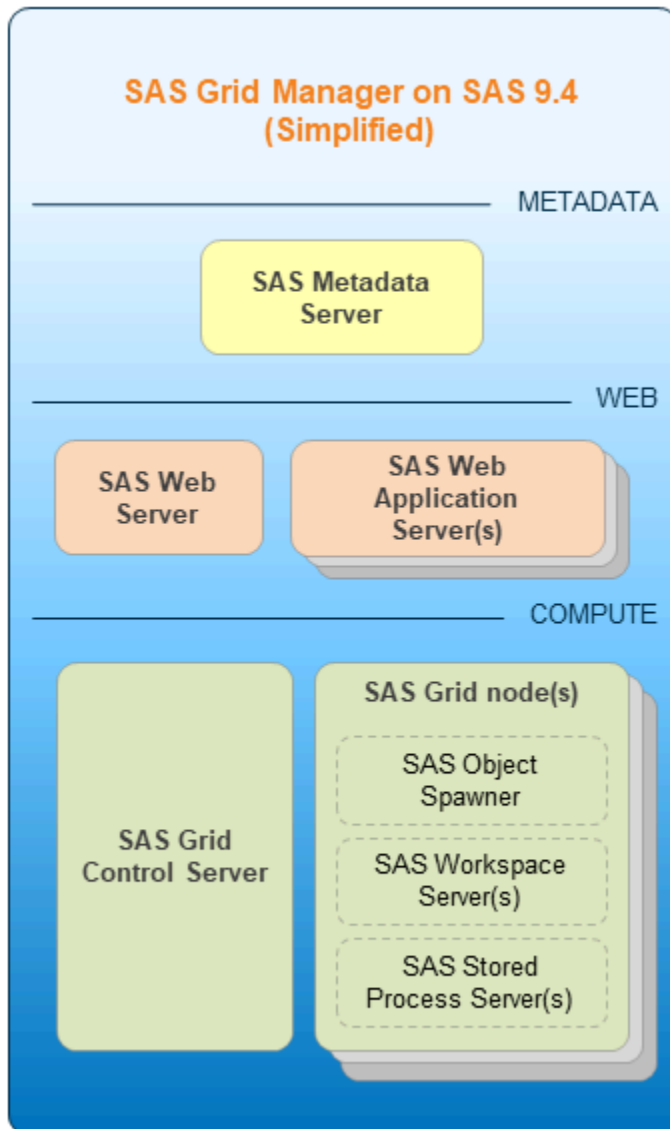 SAS Grid Manager on SAS 9.4
(Simplified)
METADATA
SAS Metadata
Server
WEB
SAS Web
Server
SAS Web
Application
Server(s)
COMPUTE
SAS Grid
Control Server
SAS Grid node(s)
SAS Object
Spawner
SAS Workspace
Server(s)
SAS Stored
Process Server(s)